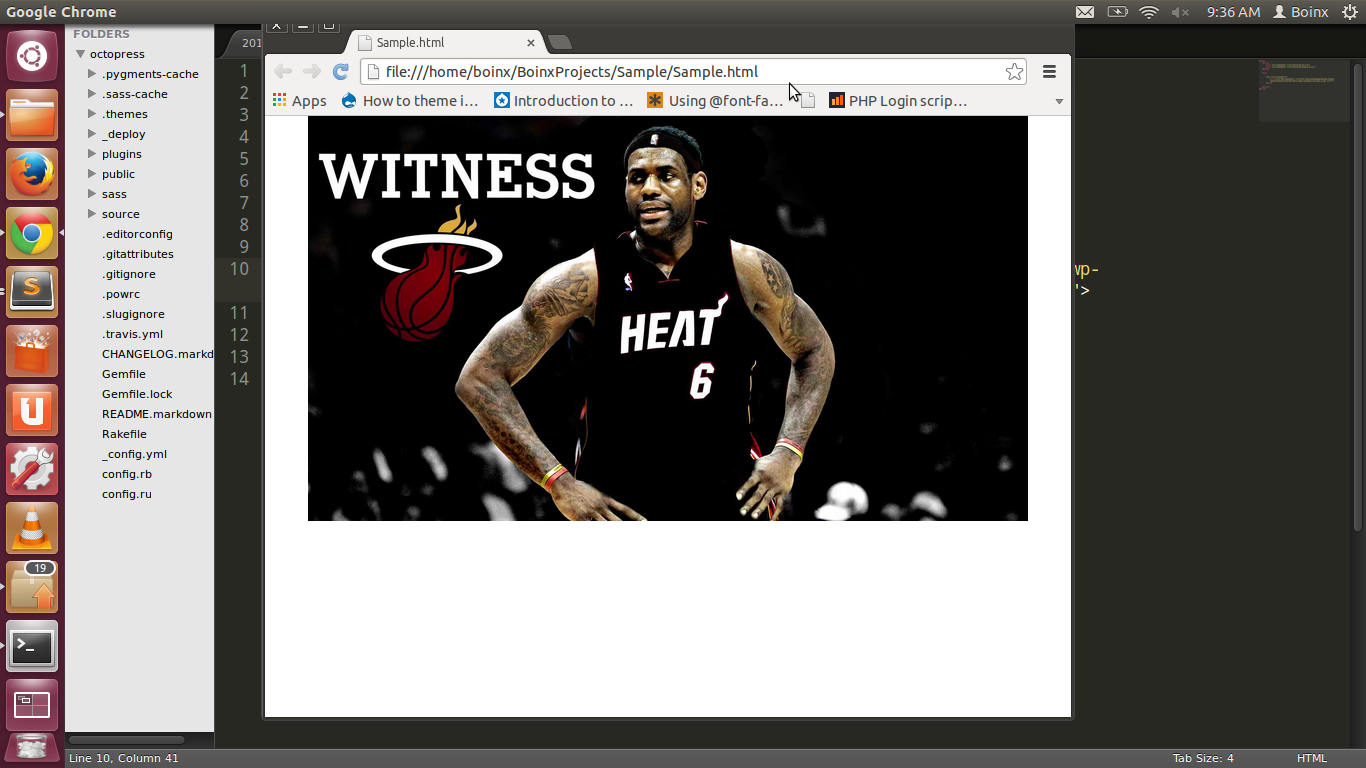 Google Chrome
9:36 AM
Boinx
FOLDERS
octopress
.pygments-cache
.sass-cache
.themes
_deploy
plugins
public
sass
source
.editorconfig
.gitattributes
.gitignore
.powrc
.slugignore
.travis.yml
CHANGELOG.markd
Gemfile
Gemfile.lock
README.markdown
Rakefile
_config.yml
config.rb
config.ru
201
1
2
3
4
5
6
7
8
9
10
11
12
13
14
Sample.html
file:///home/boinx/BoinxProjects/Sample/Sample.html
Apps
How to theme i...
Introduction to ...
Using @font-fa...
PHP Login scrip...
WITNESS
HEAT
6
wp-
'>
19
Line 10, Column 41
Tab Size: 4
HTML